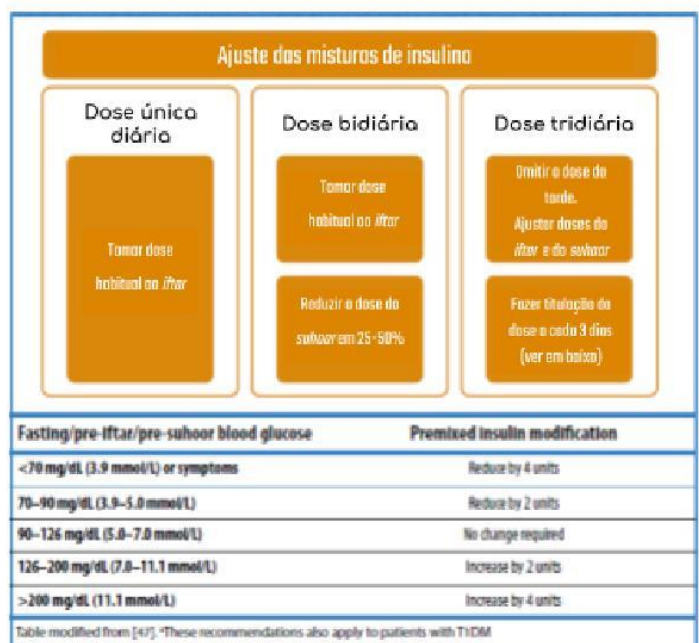 Ajuste das misturas de insulina
Dose única
diária
Tomar dose
habitual ao iftar
Dose bidiária
Tomar dose
habitual ao iftar
Reduzir a dose do
suhoor em 25-50%
Dose tridiária
Omitir a dose da
tarde.
Ajustar doses do
iftar e do suhoor
Fazer titulação da
dose a cada 3 dias
(ver em baixo)
Fasting/pre-iftar/pre-suhoor blood glucose Premixed insulin modification
<70 mg/dL (3.9 mmol/L) or symptoms Reduce by 4 units
70–90 mg/dL (3.9–5.0 mmol/L) Reduce by 2 units
90–126 mg/dL (5.0–7.0 mmol/L) No change required
126–200 mg/dL (7.0–11.1 mmol/L) Increase by 2 units
>200 mg/dL (11.1 mmol/L) Increase by 4 units
Table modified from [47]. *These recommendations also apply to patients with T1DM